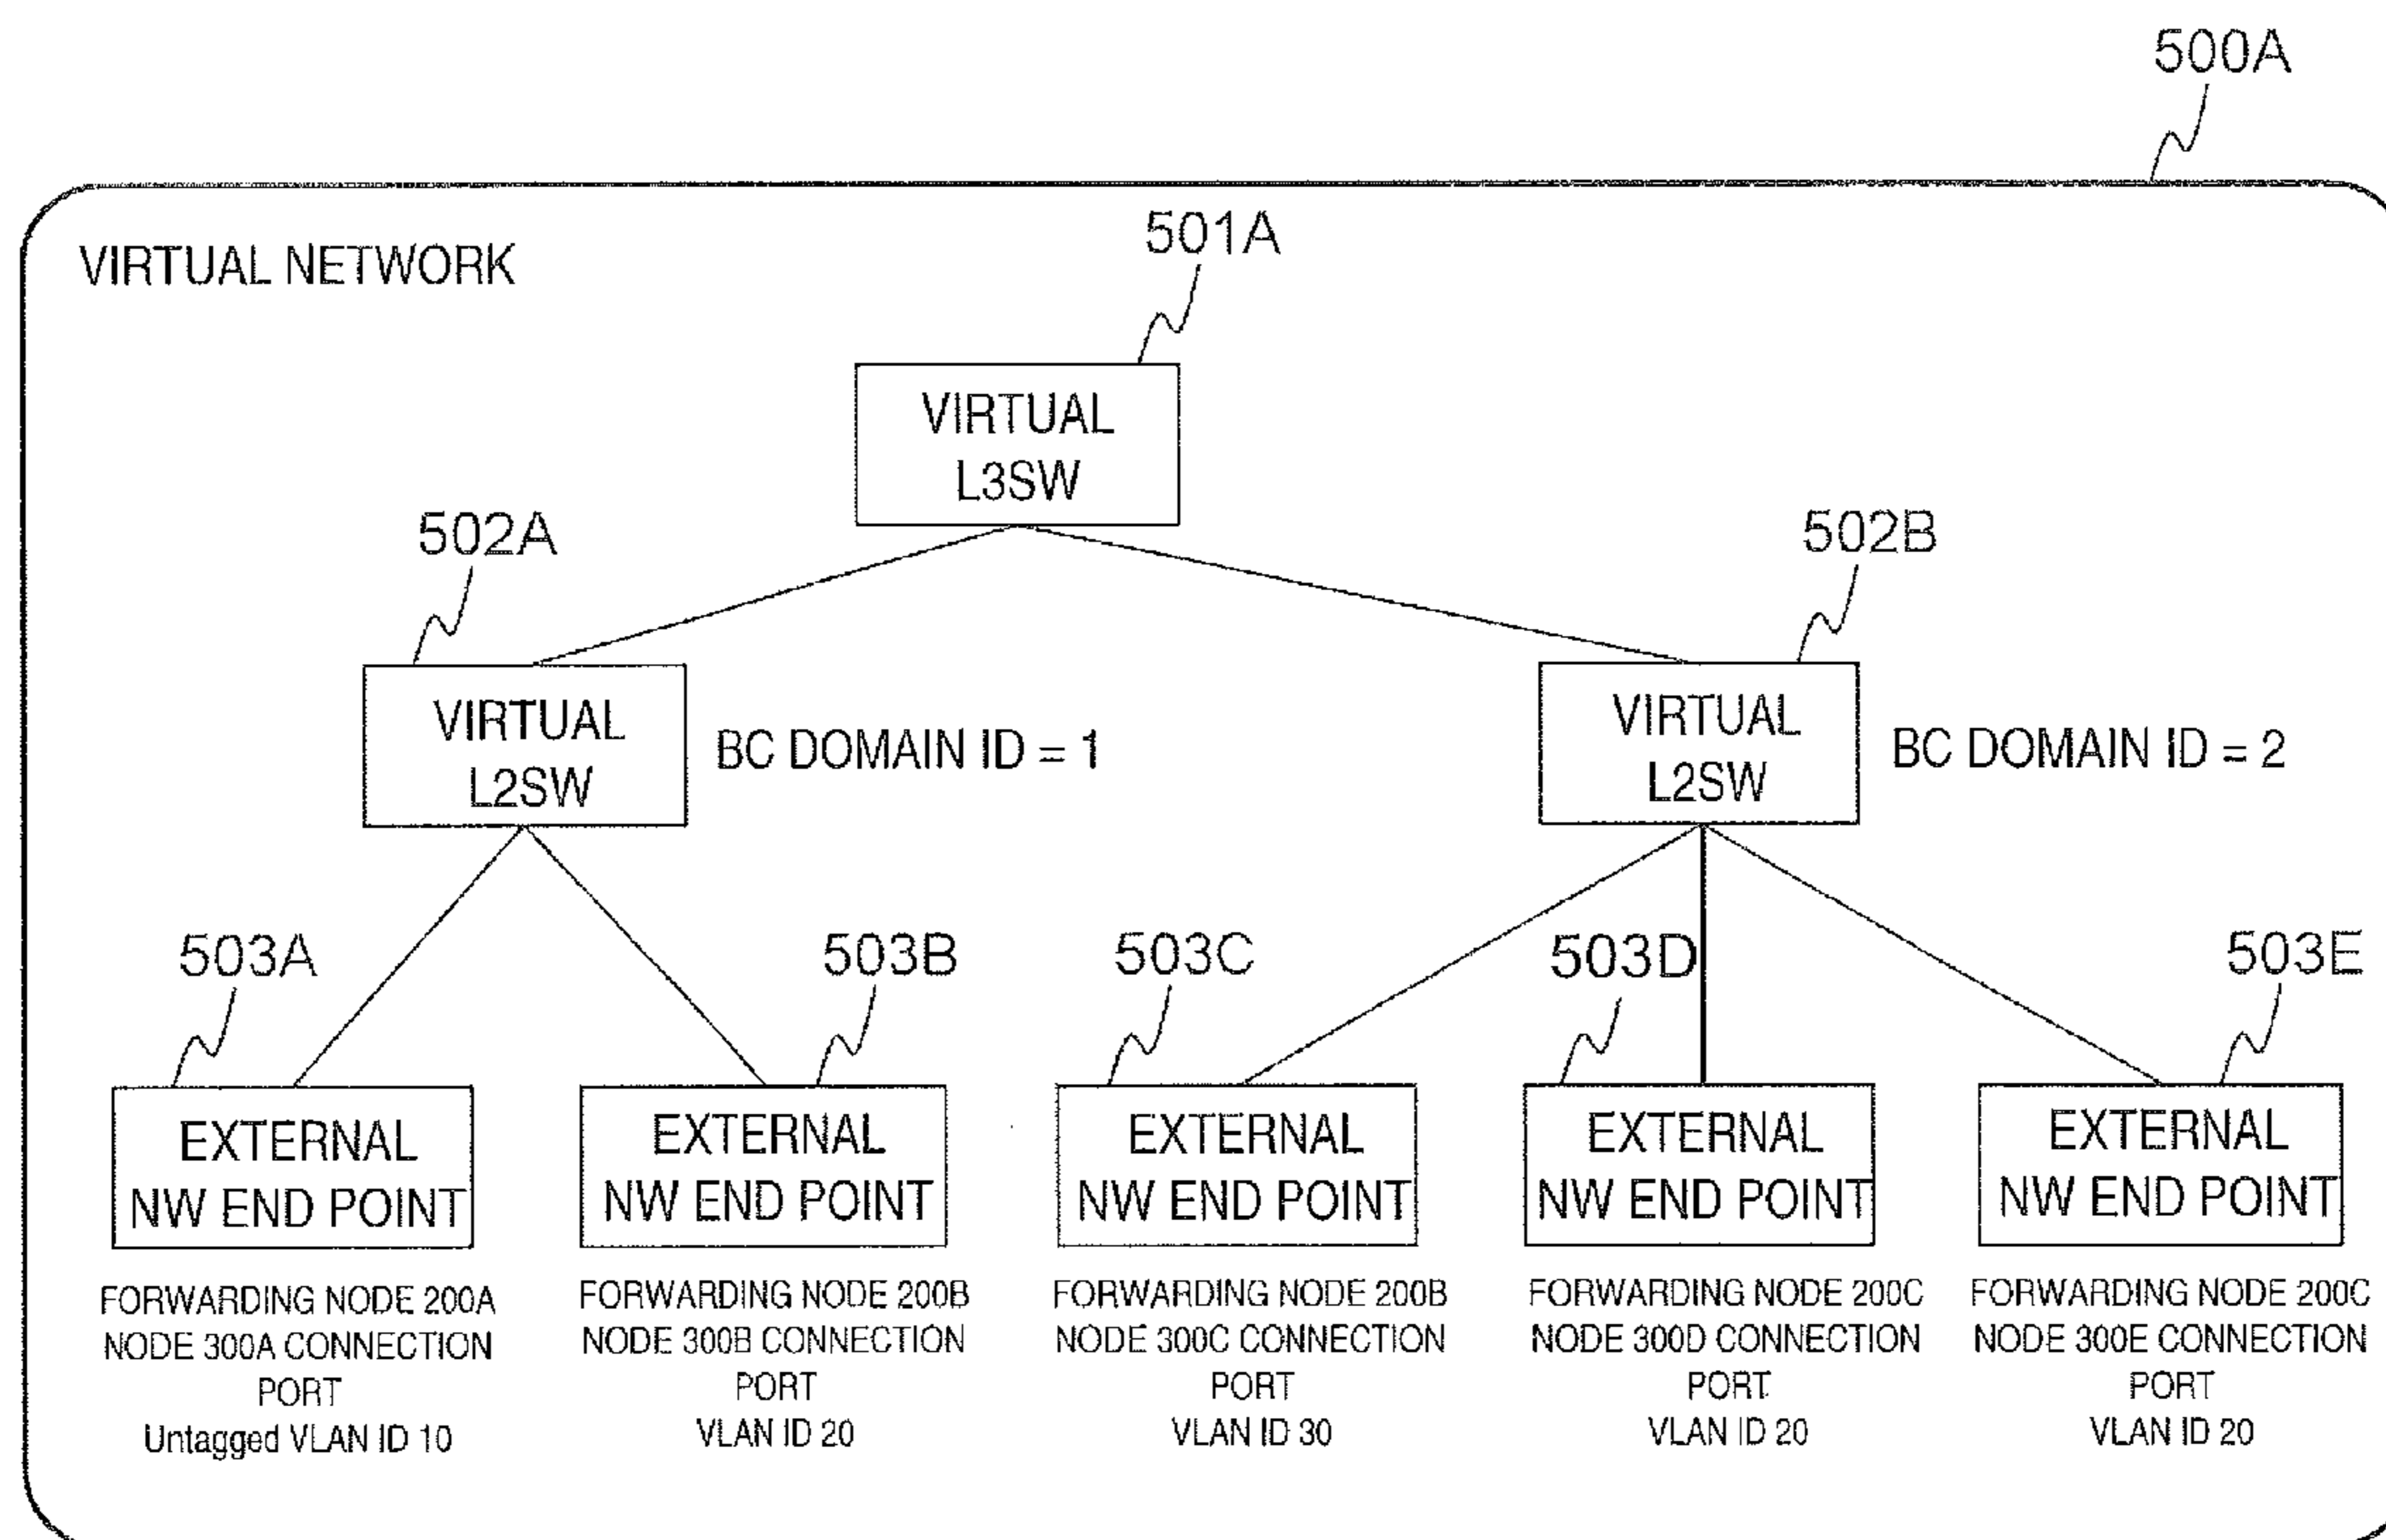 500A
VIRTUAL NETWORK
501A
VIRTUAL
L3SW
502A
502B
VIRTUAL
L2SW
BC DOMAIN ID = 1
VIRTUAL
L2SW
BC DOMAIN ID = 2
503A
503B
503C
503D
503E
EXTERNAL
NW END POINT
EXTERNAL
NW END POINT
EXTERNAL
NW END POINT
EXTERNAL
NW END POINT
EXTERNAL
NW END POINT
FORWARDING NODE 200A
NODE 300A CONNECTION
PORT
Untagged VLAN ID 10
FORWARDING NODE 200B
NODE 300B CONNECTION
PORT
VLAN ID 20
FORWARDING NODE 200B
NODE 300C CONNECTION
PORT
VLAN ID 30
FORWARDING NODE 200C
NODE 300D CONNECTION
PORT
VLAN ID 20
FORWARDING NODE 200C
NODE 300E CONNECTION
PORT
VLAN ID 20